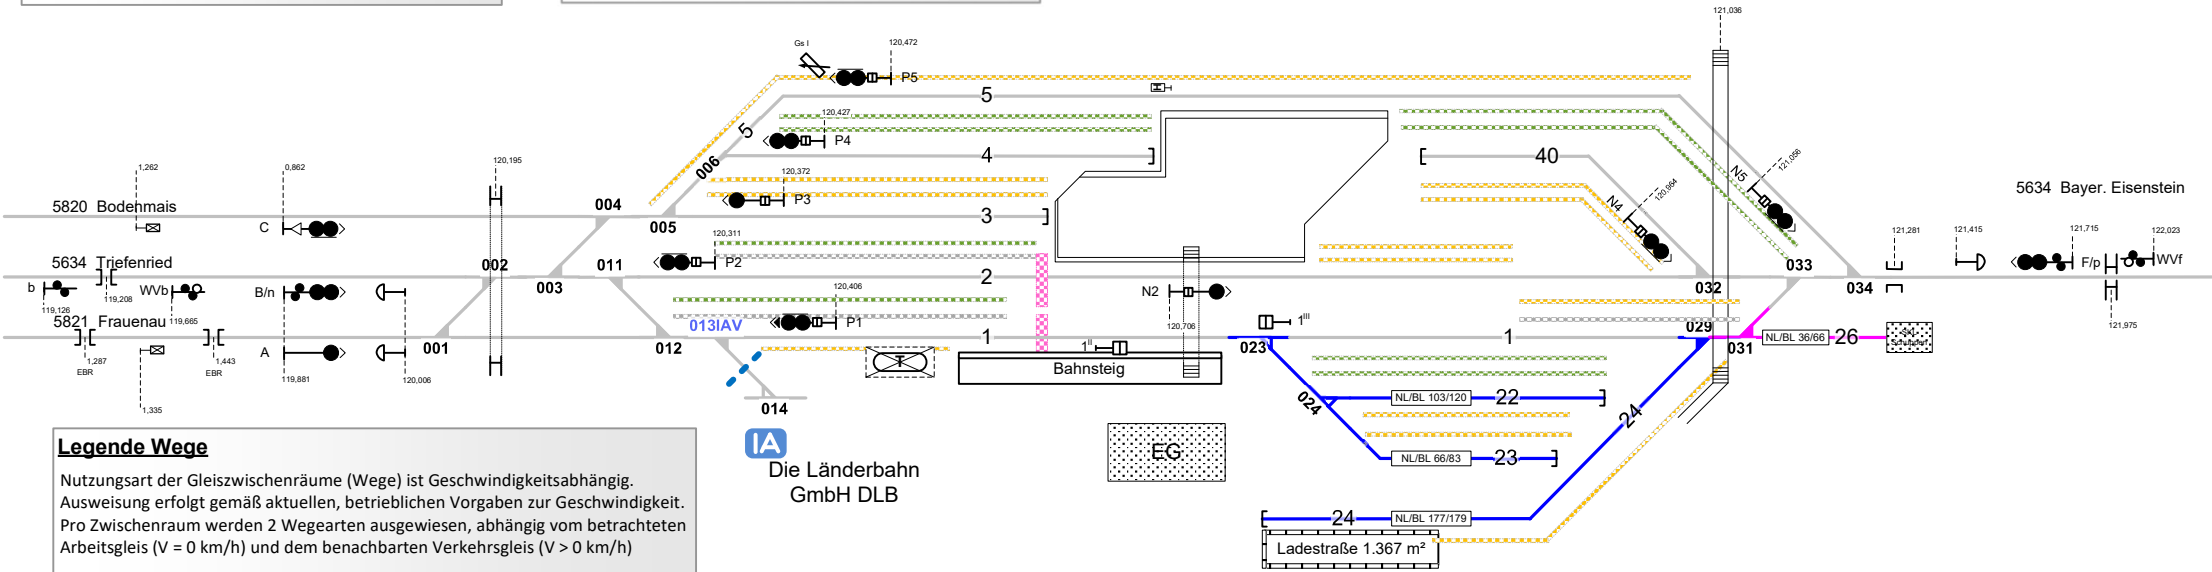 121,036
Gs I
120,472
P5
5
120,427
5
P4
4
40
006
1,262
0,862
120,195
120,372
P3
121,056
N5
120,964
N4
5634 Bayer. Eisenstein
5820 Bodenmais
004
C
005
3
120,311
121,281
121,415
121,715
122,023
5634 Triefenried
002
011
P2
033
F/p
WVf
b
119,208
WVb
B/n
003
2
120,406
N2
032
034
119,126
119,665
5821 Frauenau
013IAV
P1
120,706
1III
121,975
1
1
029
001
012
023
031
NL/BL 36/66
26
1,287
EBR
1,443
EBR
A
1II
T
Bahnsteig
119,881
120,006
1,335
014
024
NL/BL 103/120
22
24
IA
Die Länderbahn
GmbH DLB
EG
NL/BL 66/83
23
24
NL/BL 177/179
Ladestraße 1.367 m²
Legende Wege
Nutzungsart der Gleiszwischenräume (Wege) ist Geschwindigkeitsabhängig.
Ausweisung erfolgt gemäß aktuellen, betrieblichen Vorgaben zur Geschwindigkeit.
Pro Zwischenraum werden 2 Wegearten ausgewiesen, abhängig vom betrachteten
Arbeitsgleis (V = 0 km/h) und dem benachbarten Verkehrsgleis (V > 0 km/h)